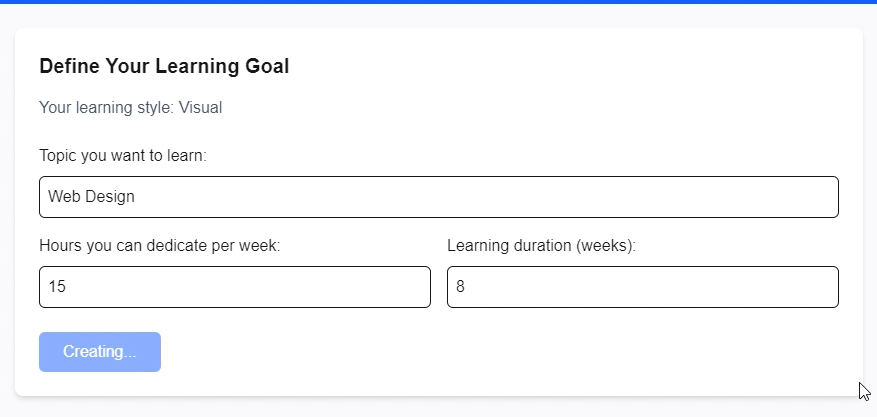 Define Your Learning Goal
Your learning style: Visual
Topic you want to learn:
Web Design
Hours you can dedicate per week:
Learning duration (weeks):
15
8
Creating...